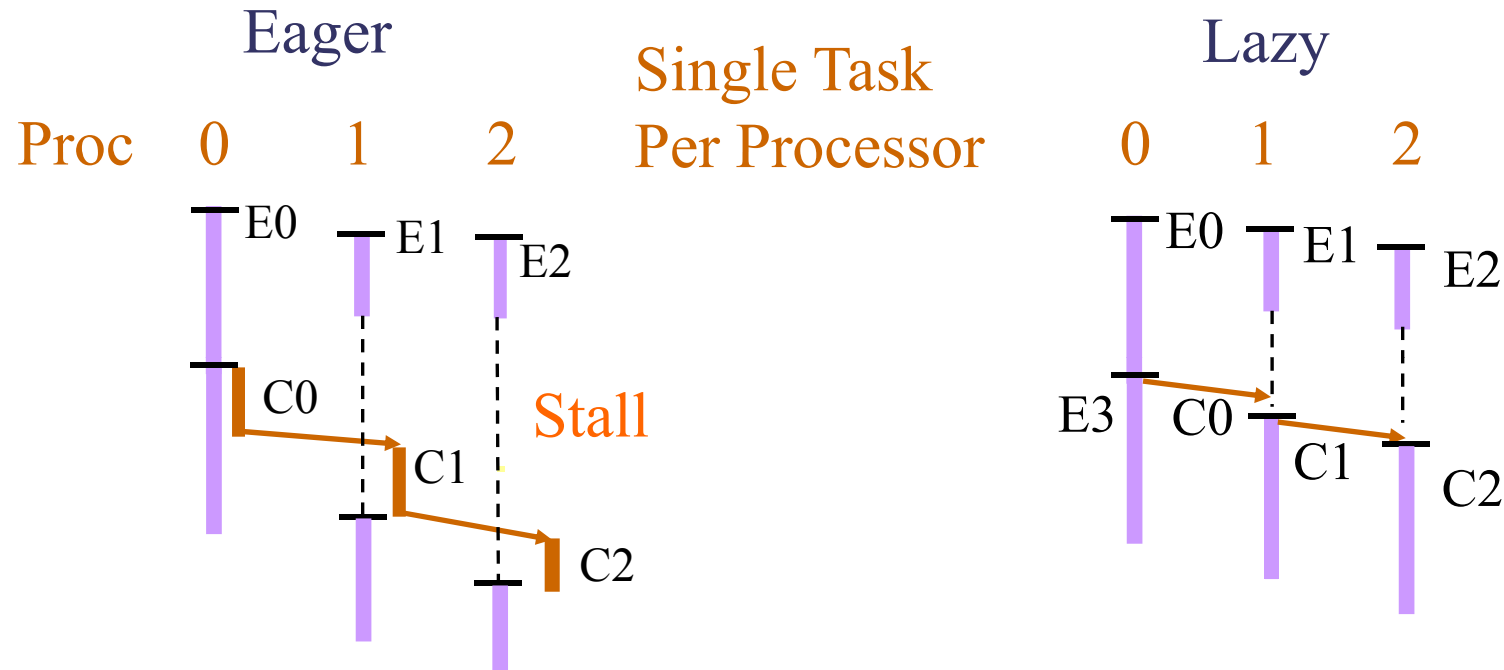 Eager
Single Task
Per Processor
Lazy
Proc 0 1 2
0 1 2
E0
E1
E2
C0
Stall
C1
C2
E0
E1
E2
E3
C0
C1
C2